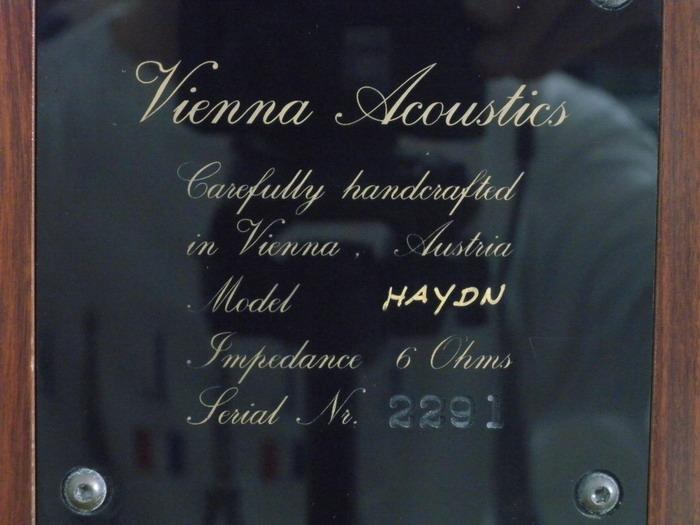 Vienna Acoustics
Carefully handcrafted
in Vienna, Austria
Model HAYDN
Impedance 6 Ohms
Serial Nr. 2291